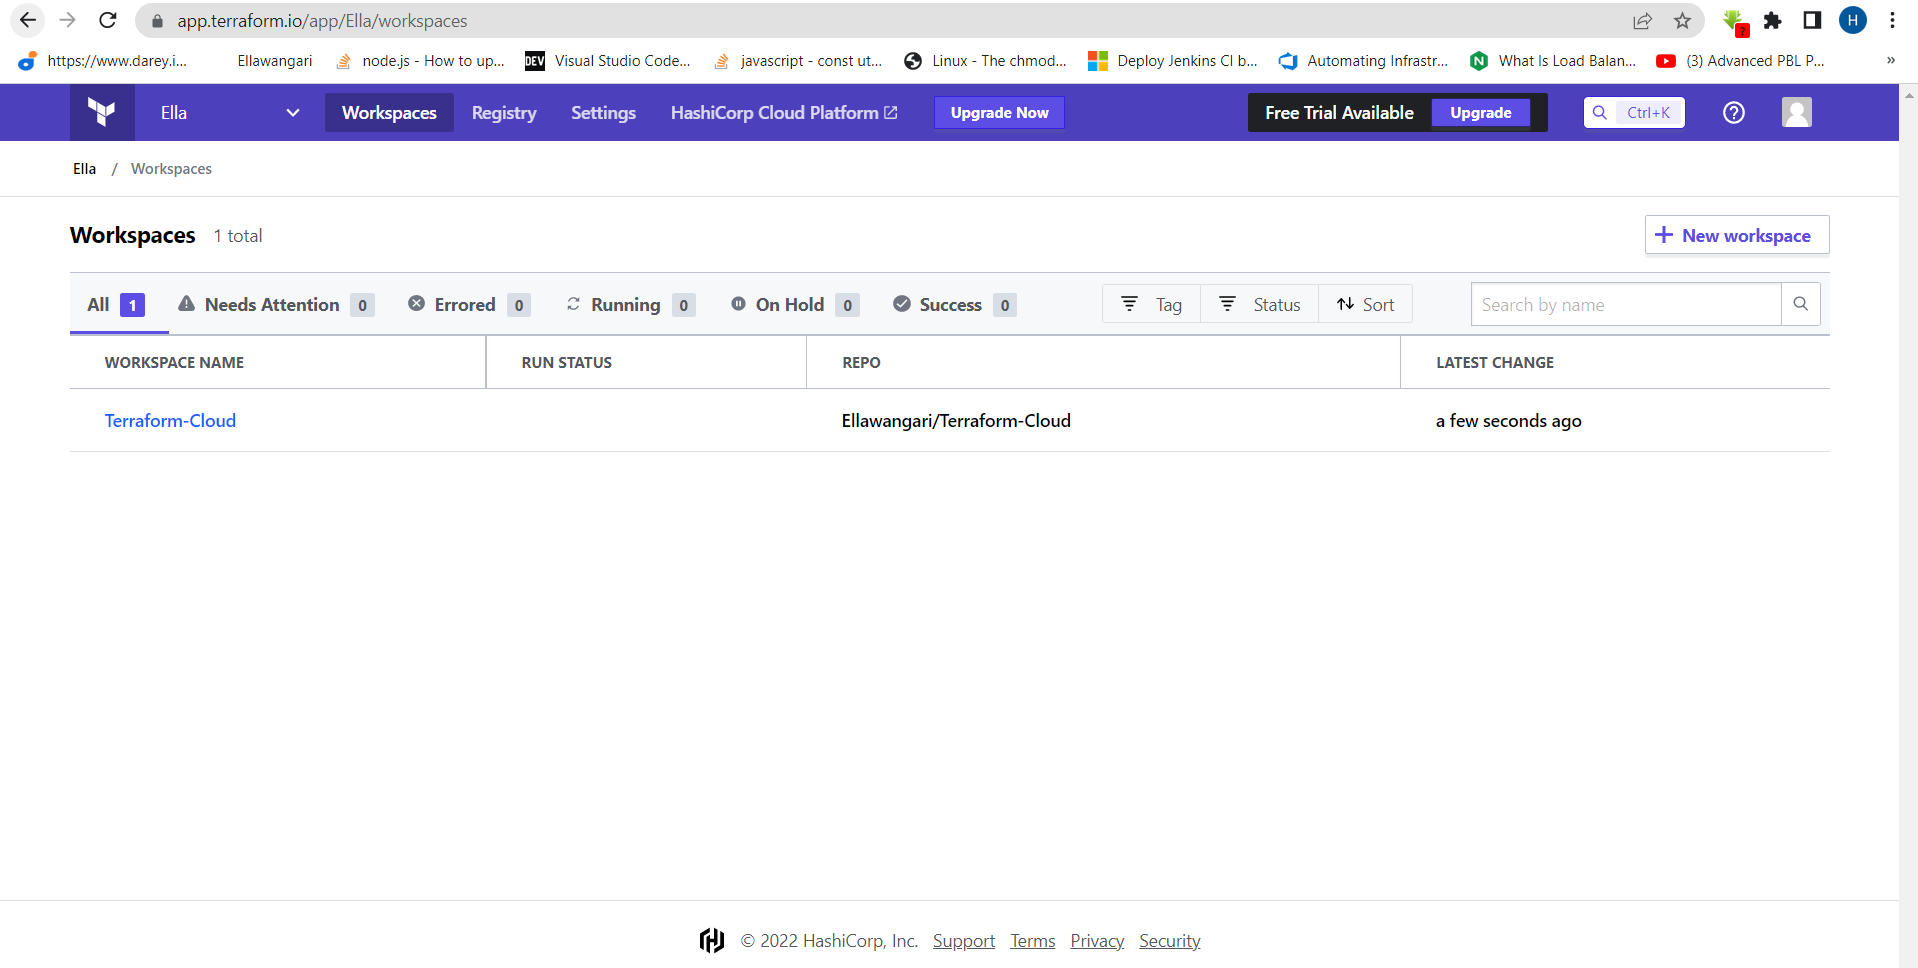 app.terraform.io/app/Ella/workspaces
H
https://www.darey.i... Ellawangari node.js - How to up... DEV Visual Studio Code... javascript - const ut... Linux - The chmod... Deploy Jenkins CI b... Automating Infrastr... N What Is Load Balan... (3) Advanced PBL P... »
Ella Workspaces Registry Settings HashiCorp Cloud Platform Upgrade Now Free Trial Available Upgrade Ctrl+K ?
Ella / Workspaces
Workspaces 1 total
+ New workspace
All 1 Needs Attention 0 Errored 0 Running 0 On Hold 0 Success 0 Tag Status Sort Search by name
WORKSPACE NAME RUN STATUS REPO LATEST CHANGE
Terraform-Cloud Ellawangari/Terraform-Cloud a few seconds ago
© 2022 HashiCorp, Inc. Support Terms Privacy Security